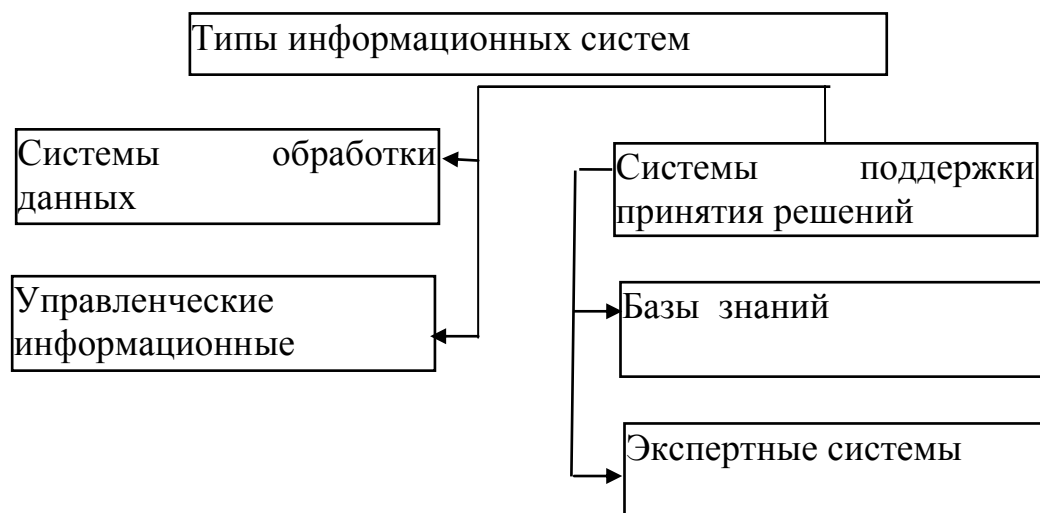 Типы информационных систем
Системы обработки
данных
Системы поддержки
принятия решений
Управленческие
информационные
Базы знаний
Экспертные системы